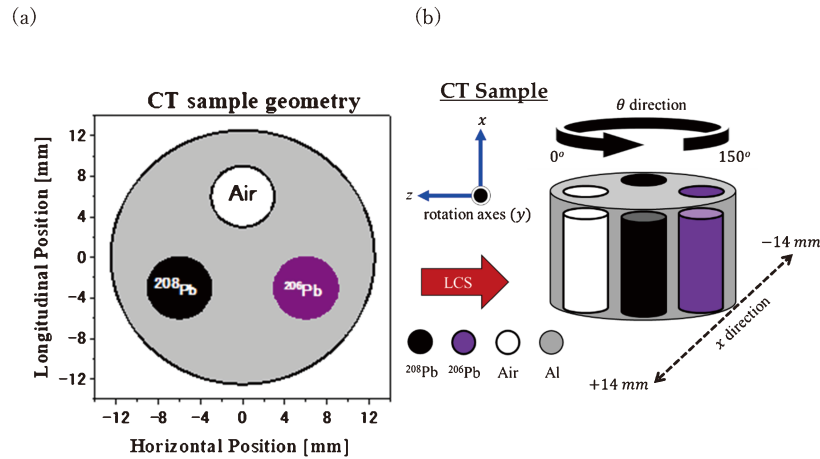 (a)
CT sample geometry
Longitudinal Position [mm]
12
8
4
0
−4
−8
−12
Air
²⁰⁸Pb
²⁰⁶Pb
−12 −8 −4 0 4 8 12
Horizontal Position [mm]
(b)
CT Sample
x
z
rotation axes (y)
θ direction
0°
150°
LCS
−14 mm
x direction
+14 mm
²⁰⁸Pb ²⁰⁶Pb Air Al